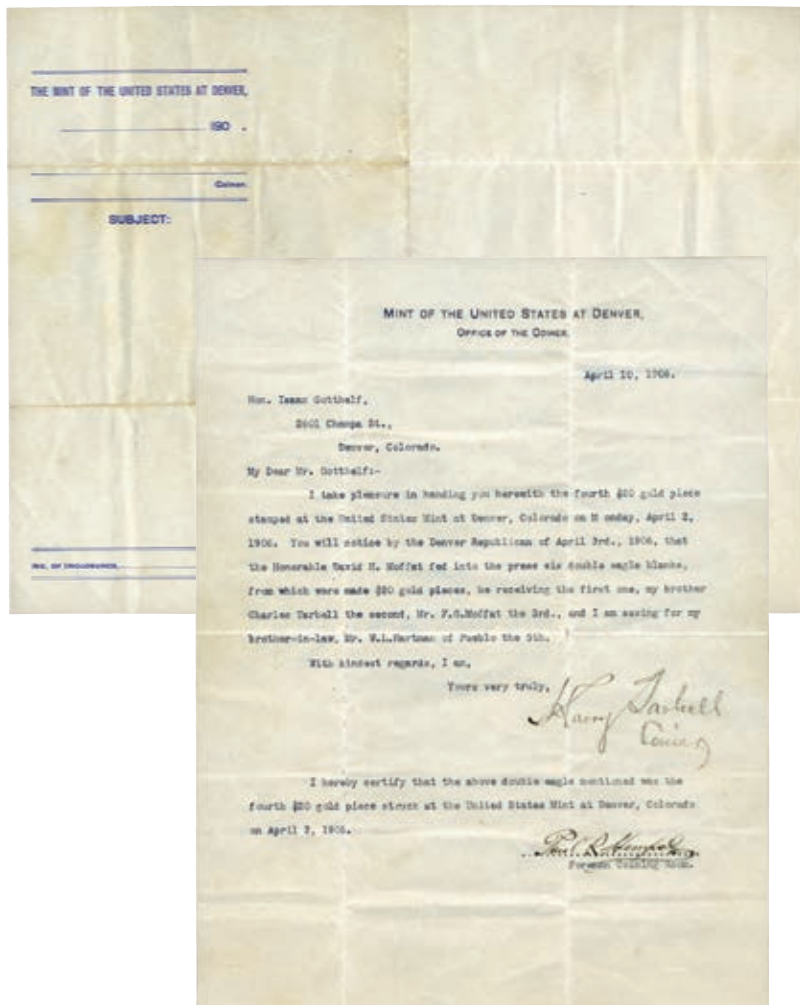 THE MINT OF THE UNITED STATES AT DENVER,
190 .
Coiner.
SUBJECT:
NO. OF INCLOSURES,
MINT OF THE UNITED STATES AT DENVER,
OFFICE OF THE COINER.
April 10, 1906.
Hon. Isaac Gotthelf,
2601 Champa St.,
Denver, Colorado.
My Dear Mr. Gotthelf:-
I take pleasure in handing you herewith the fourth $20 gold piece
stamped at the United States Mint at Denver, Colorado on M onday, April 2,
1906. You will notice by the Denver Republican of April 3rd., 1906, that
the Honorable David H. Moffat fed into the press six double eagle blanks,
from which were made $20 gold pieces, he receiving the first one, my brother
Charles Tarbell the second, Mr. F.G.Moffat the 3rd., and I am saving for my
brother-in-law, Mr. W.L.Hartman of Pueblo the 5th.
With kindest regards, I am,
Yours very truly,
Harry Tarbell
Coiner
I hereby certify that the above double eagle mentioned was the
fourth $20 gold piece struck at the United States Mint at Denver, Colorado
on April 2, 1906.
Foreman Coining Room.